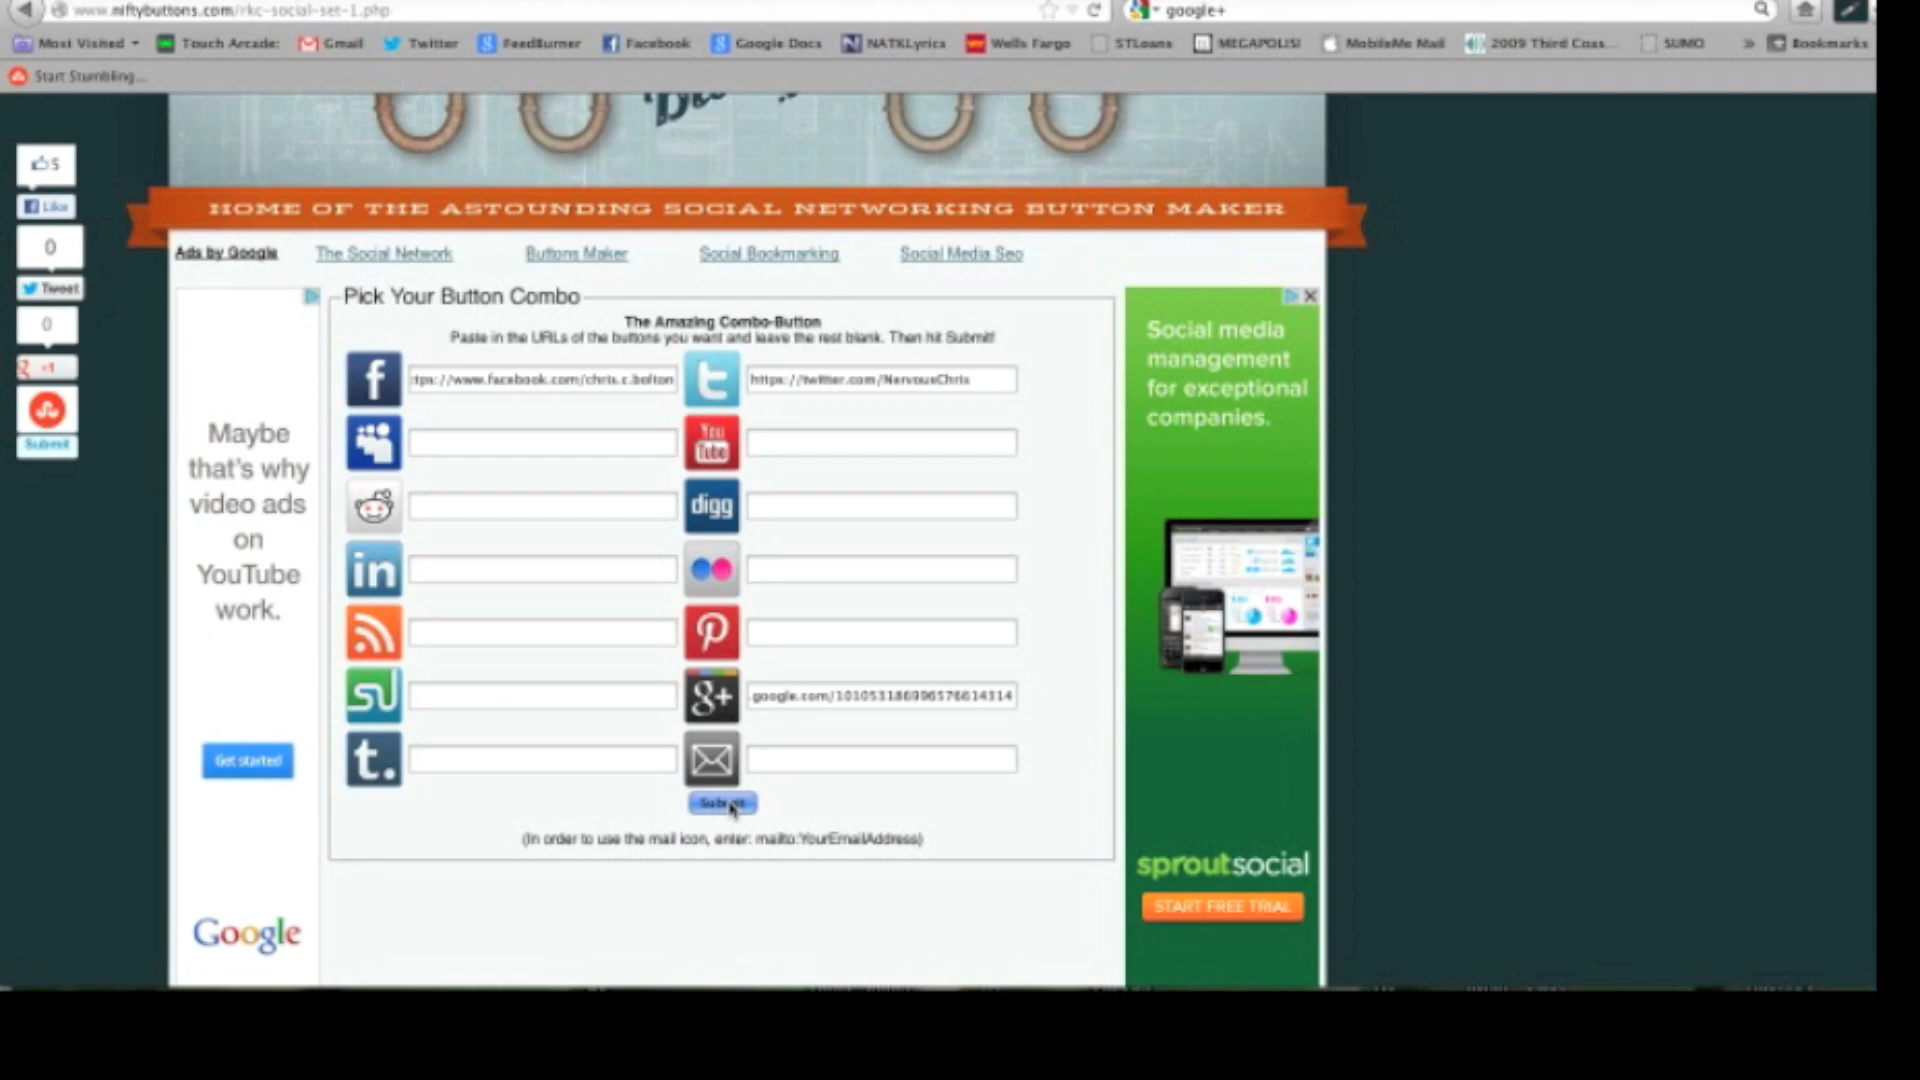 www.niftybuttons.com/rkc-social-set-1.php
google+
Most Visited
Touch Arcade:
Gmail
Twitter
FeedBurner
Facebook
Google Docs
NATKLyrics
Wells Fargo
STLoans
MEGAPOLIS!
MobileMe Mail
2009 Third Coas...
SUMO
Bookmarks
Start Stumbling...
5
Like
0
Tweet
0
+1
Submit
HOME OF THE ASTOUNDING SOCIAL NETWORKING BUTTON MAKER
Ads by Google
The Social Network
Buttons Maker
Social Bookmarking
Social Media Seo
Maybe
that's why
video ads
on
YouTube
work.
Get started
Google
Pick Your Button Combo
The Amazing Combo-Button
Paste in the URLs of the buttons you want and leave the rest blank. Then hit Submit!
f
tps://www.facebook.com/chris.c.bolton
t
https://twitter.com/NervousChris
You
Tube
digg
in
P
SU
g+
.google.com/101053186996576614314
t.
Submit
(In order to use the mail icon, enter: mailto:YourEmailAddress)
Social media
management
for exceptional
companies.
sproutsocial
START FREE TRIAL